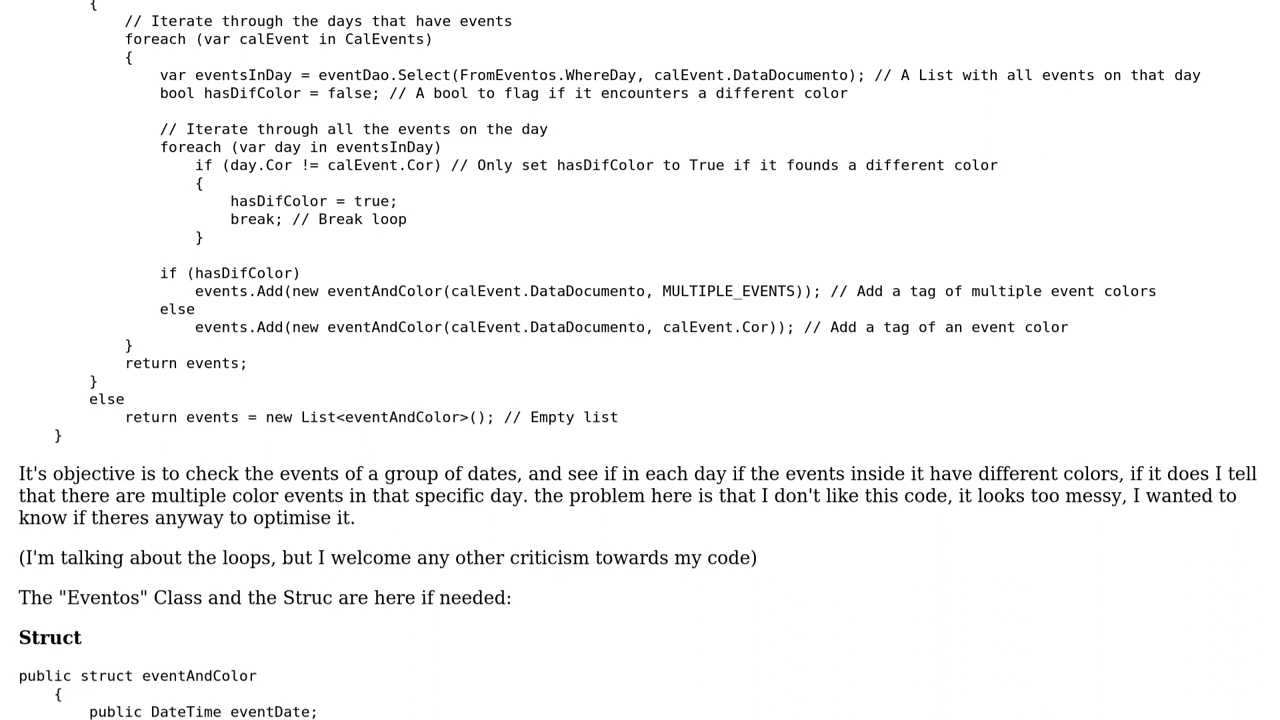 {
// Iterate through the days that have events
foreach (var calEvent in CalEvents)
{
var eventsInDay = eventDao.Select(FromEventos.WhereDay, calEvent.DataDocumento); // A List with all events on that day
bool hasDifColor = false; // A bool to flag if it encounters a different color
// Iterate through all the events on the day
foreach (var day in eventsInDay)
if (day.Cor != calEvent.Cor) // Only set hasDifColor to True if it founds a different color
{
hasDifColor = true;
break; // Break loop
}
if (hasDifColor)
events.Add(new eventAndColor(calEvent.DataDocumento, MULTIPLE_EVENTS)); // Add a tag of multiple event colors
else
events.Add(new eventAndColor(calEvent.DataDocumento, calEvent.Cor)); // Add a tag of an event color
}
return events;
}
else
return events = new List<eventAndColor>(); // Empty list
}
It's objective is to check the events of a group of dates, and see if in each day if the events inside it have different colors, if it does I tell
that there are multiple color events in that specific day. the problem here is that I don't like this code, it looks too messy, I wanted to
know if theres anyway to optimise it.
(I'm talking about the loops, but I welcome any other criticism towards my code)
The "Eventos" Class and the Struc are here if needed:
Struct
public struct eventAndColor
{
public DateTime eventDate;